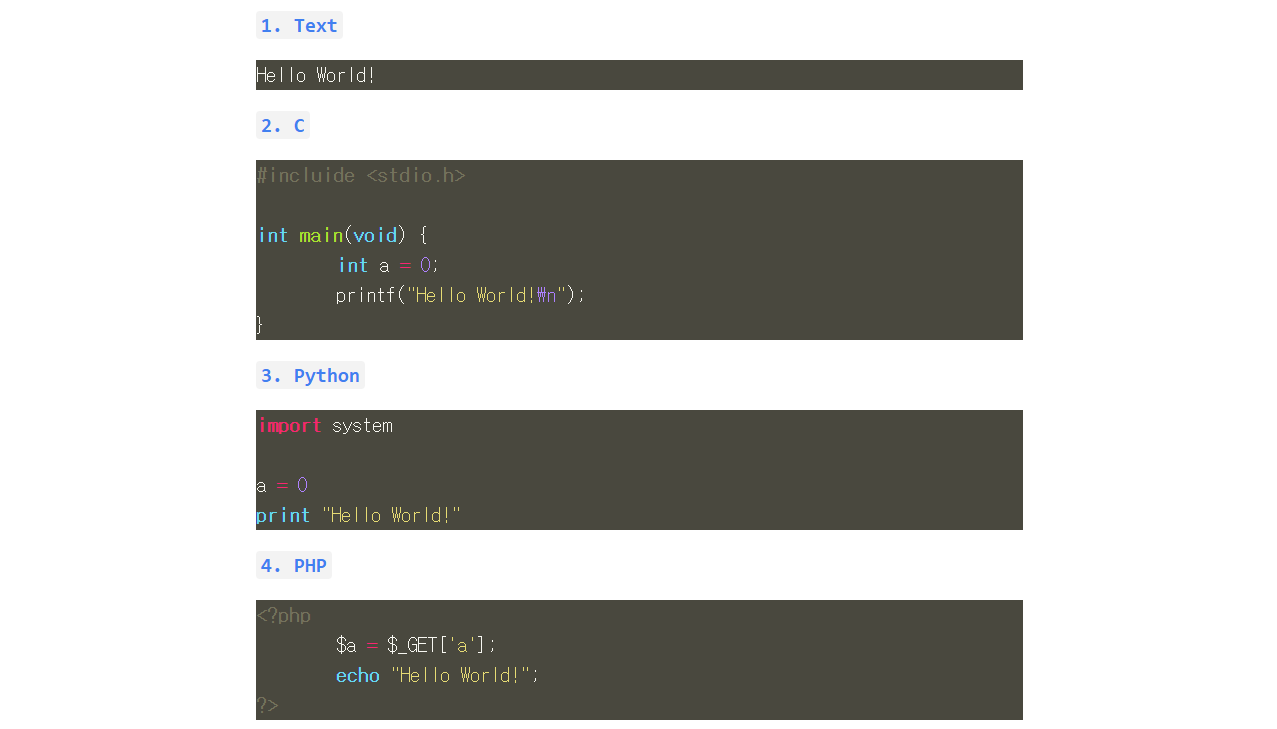 1. Text
Hello World!
2. C
#incluide <stdio.h>
int main(void) {
int a = 0;
printf("Hello World!₩n");
}
3. Python
import system
a = 0
print "Hello World!"
4. PHP
<?php
$a = $_GET['a'];
echo "Hello World!";
?>